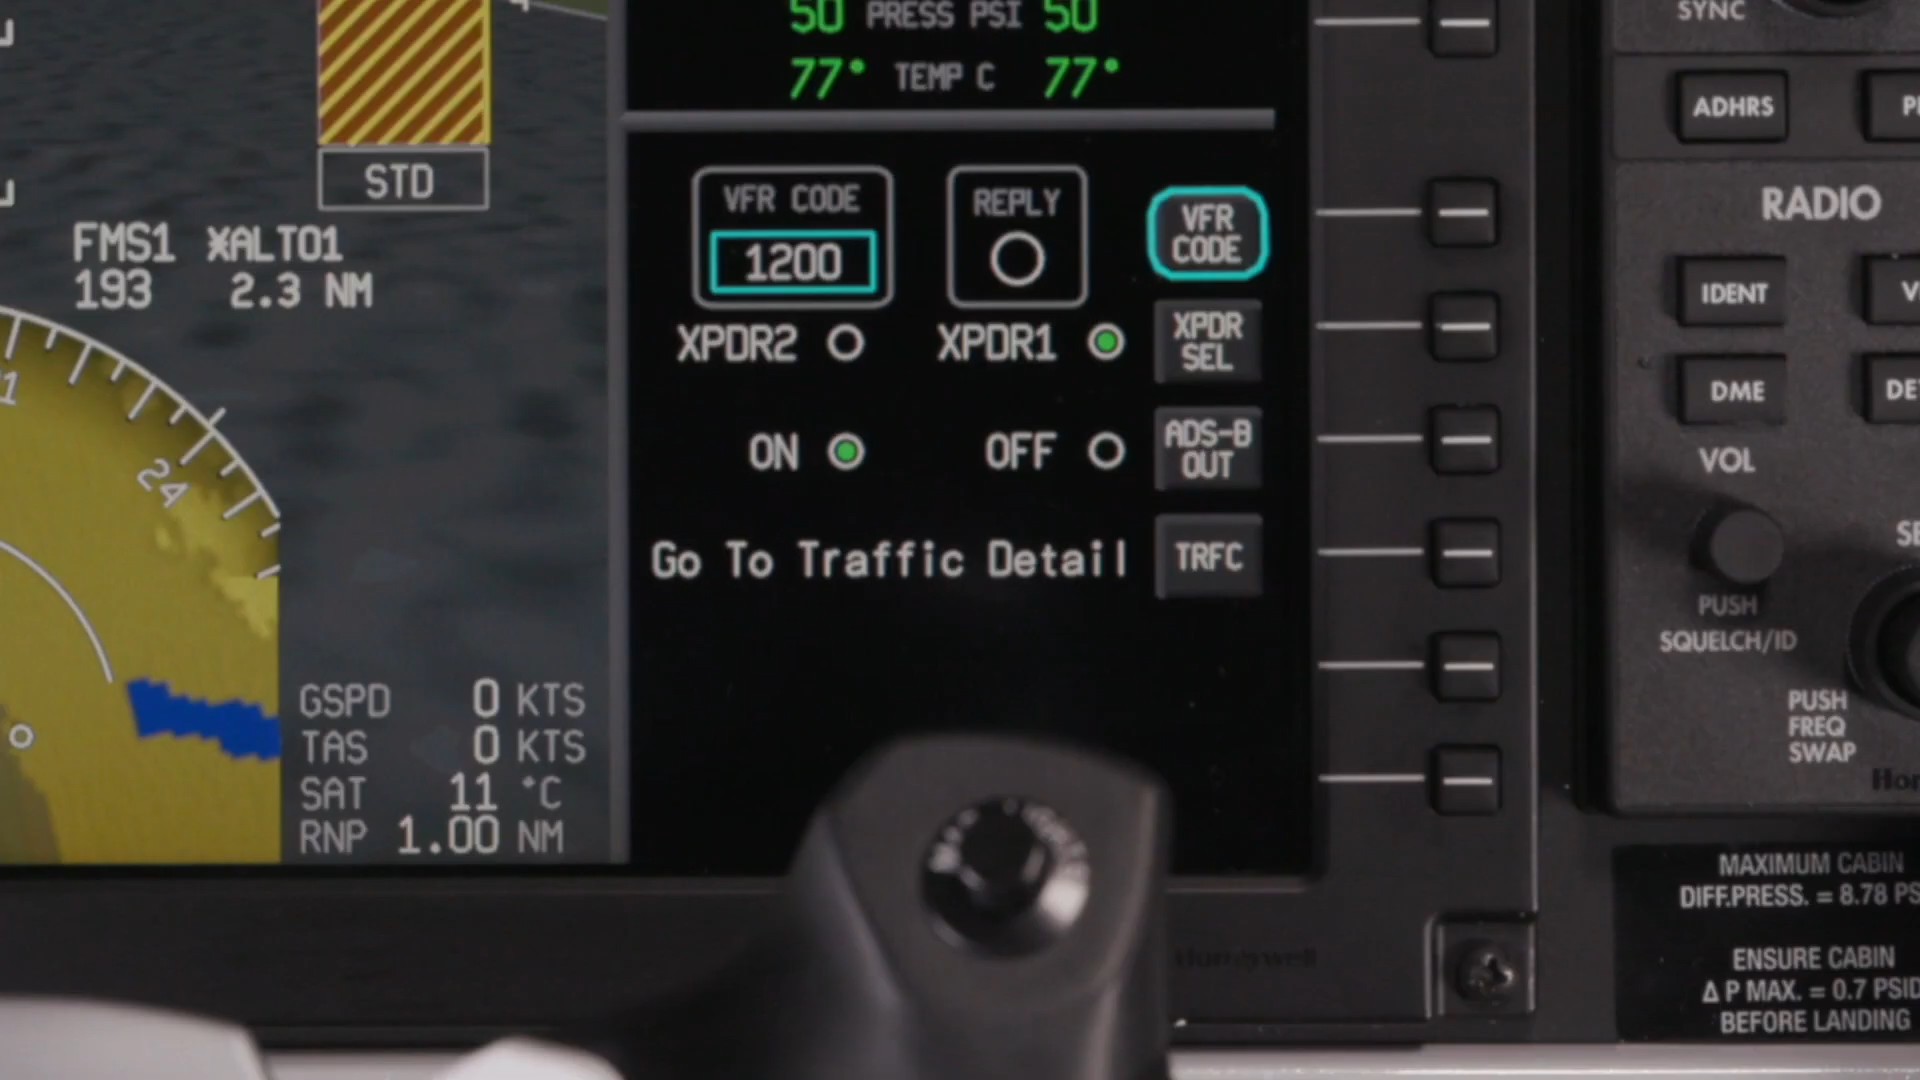 50 PRESS PSI 50
77° TEMP C 77°
STD
FMS1 ӾALTO1
193 2.3 NM
24
GSPD 0 KTS
TAS 0 KTS
SAT 11 °C
RNP 1.00 NM
VFR CODE
1200
REPLY
VFR
CODE
XPDR2
XPDR1
XPDR
SEL
ON
OFF
ADS-B
OUT
Go To Traffic Detail
TRFC
Honeywell
SYNC
ADHRS
RADIO
IDENT
DME
VOL
PUSH
SQUELCH/ID
PUSH
FREQ
SWAP
MAXIMUM CABIN
DIFF.PRESS. = 8.78 PS
ENSURE CABIN
Δ P MAX. = 0.7 PSID
BEFORE LANDING